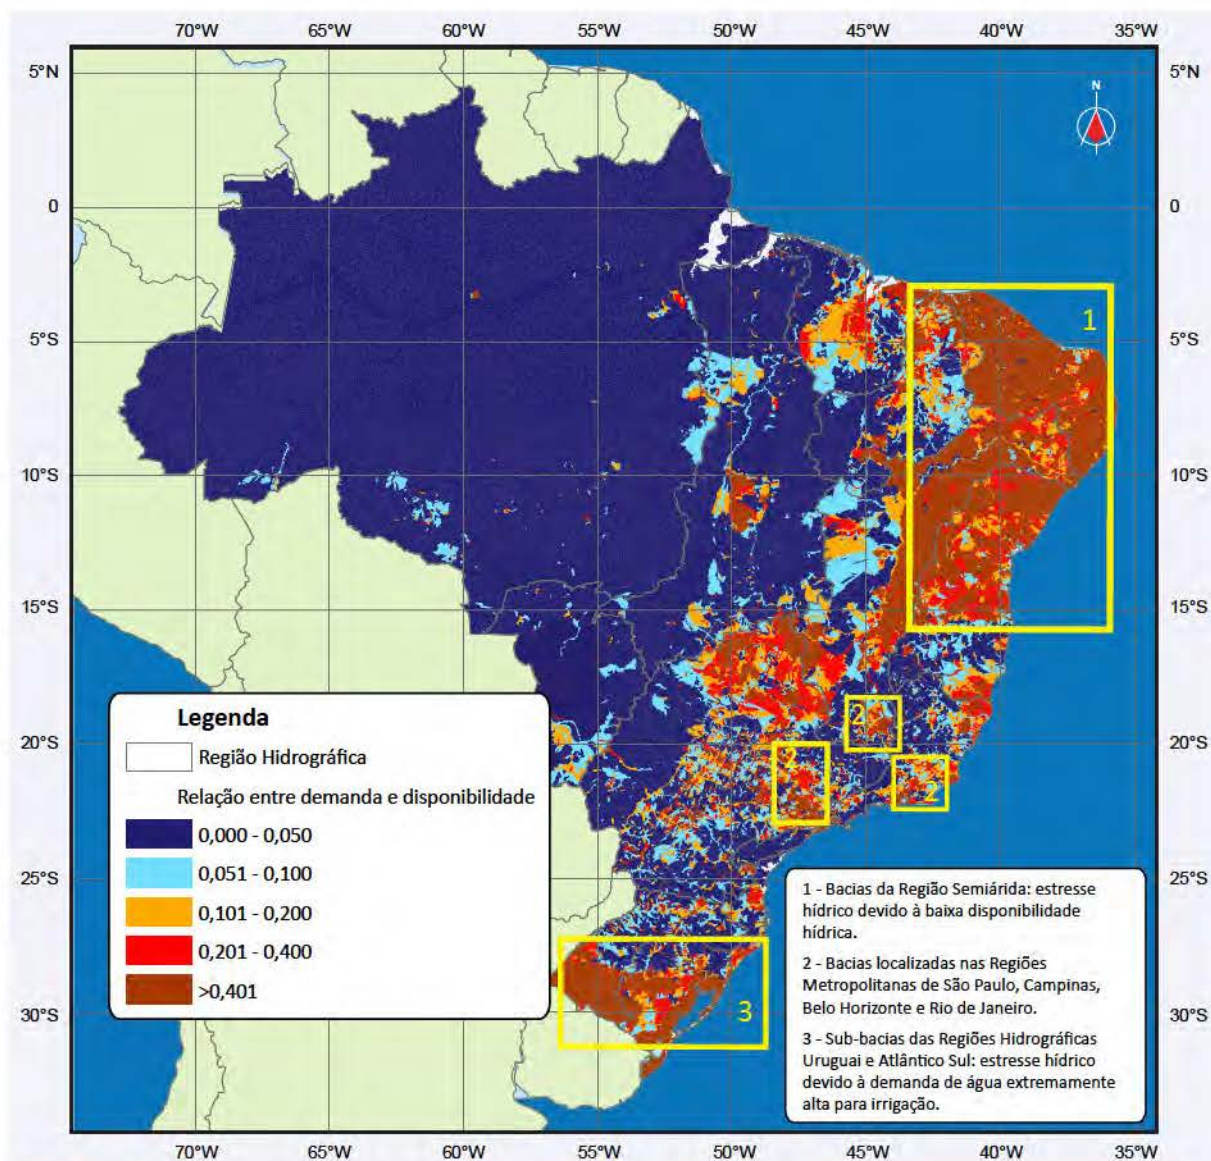 70°W 65°W 60°W 55°W 50°W 45°W 40°W 35°W
5°N 5°N
N
0 0
1
5°S 5°S
10°S 10°S
15°S 15°S
Legenda
Região Hidrográfica
Relação entre demanda e disponibilidade
0,000 - 0,050
0,051 - 0,100
0,101 - 0,200
0,201 - 0,400
>0,401
2
20°S 20°S
2
2
25°S 25°S
1 - Bacias da Região Semiárida: estresse
hídrico devido à baixa disponibilidade
hídrica.
2 - Bacias localizadas nas Regiões
Metropolitanas de São Paulo, Campinas,
Belo Horizonte e Rio de Janeiro.
3 - Sub-bacias das Regiões Hidrográficas
Uruguai e Atlântico Sul: estresse hídrico
devido à demanda de água extremamente
alta para irrigação.
3
30°S 30°S
70°W 65°W 60°W 55°W 50°W 45°W 40°W 35°W